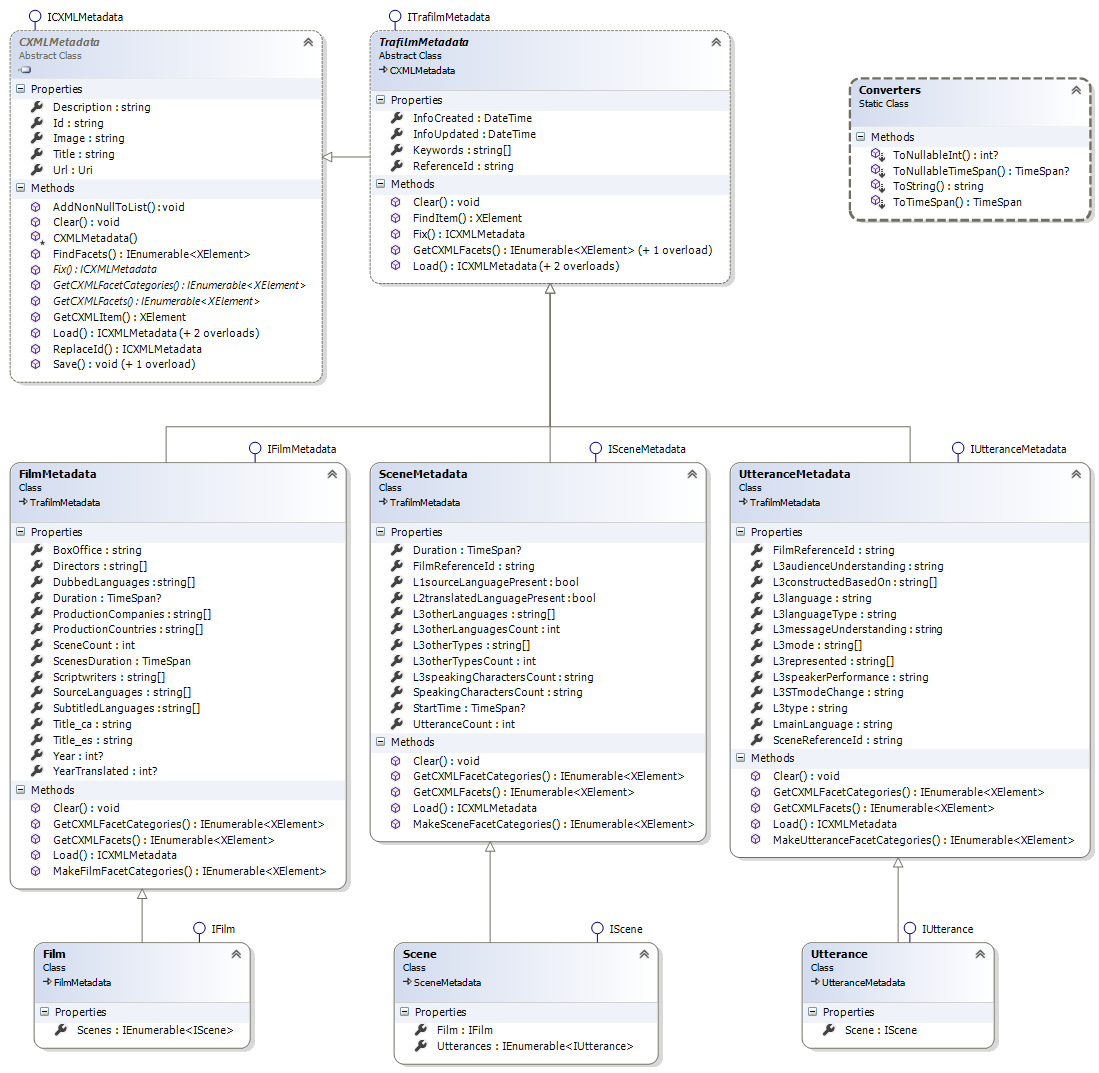 ICXMLMetadata
CXMLMetadata
Abstract Class
Properties
Description : string
Id : string
Image : string
Title : string
Url : Uri
Methods
AddNonNullToList() : void
Clear() : void
CXMLMetadata()
FindFacets() : IEnumerable<XElement>
Fix() : ICXMLMetadata
GetCXMLFacetCategories() : IEnumerable<XElement>
GetCXMLFacets() : IEnumerable<XElement>
GetCXMLItem() : XElement
Load() : ICXMLMetadata (+ 2 overloads)
ReplaceId() : ICXMLMetadata
Save() : void (+ 1 overload)
ITrafilmMetadata
TrafilmMetadata
Abstract Class
CXMLMetadata
Properties
InfoCreated : DateTime
InfoUpdated : DateTime
Keywords : string[]
ReferenceId : string
Methods
Clear() : void
FindItem() : XElement
Fix() : ICXMLMetadata
GetCXMLFacets() : IEnumerable<XElement> (+ 1 overload)
Load() : ICXMLMetadata (+ 2 overloads)
Converters
Static Class
Methods
ToNullableInt() : int?
ToNullableTimeSpan() : TimeSpan?
ToString() : string
ToTimeSpan() : TimeSpan
IFilmMetadata
FilmMetadata
Class
TrafilmMetadata
Properties
BoxOffice : string
Directors : string[]
DubbedLanguages : string[]
Duration : TimeSpan?
ProductionCompanies : string[]
ProductionCountries : string[]
SceneCount : int
ScenesDuration : TimeSpan
Scriptwriters : string[]
SourceLanguages : string[]
SubtitledLanguages : string[]
Title_ca : string
Title_es : string
Year : int?
YearTranslated : int?
Methods
Clear() : void
GetCXMLFacetCategories() : IEnumerable<XElement>
GetCXMLFacets() : IEnumerable<XElement>
Load() : ICXMLMetadata
MakeFilmFacetCategories() : IEnumerable<XElement>
ISceneMetadata
SceneMetadata
Class
TrafilmMetadata
Properties
Duration : TimeSpan?
FilmReferenceId : string
L1sourceLanguagePresent : bool
L2translatedLanguagePresent : bool
L3otherLanguages : string[]
L3otherLanguagesCount : int
L3otherTypes : string[]
L3otherTypesCount : int
L3speakingCharactersCount : string
SpeakingCharactersCount : string
StartTime : TimeSpan?
UtteranceCount : int
Methods
Clear() : void
GetCXMLFacetCategories() : IEnumerable<XElement>
GetCXMLFacets() : IEnumerable<XElement>
Load() : ICXMLMetadata
MakeSceneFacetCategories() : IEnumerable<XElement>
IUtteranceMetadata
UtteranceMetadata
Class
TrafilmMetadata
Properties
FilmReferenceId : string
L3audienceUnderstanding : string
L3constructedBasedOn : string[]
L3language : string
L3languageType : string
L3messageUnderstanding : string
L3mode : string[]
L3represented : string[]
L3speakerPerformance : string
L3STmodeChange : string
L3type : string
LmainLanguage : string
SceneReferenceId : string
Methods
Clear() : void
GetCXMLFacetCategories() : IEnumerable<XElement>
GetCXMLFacets() : IEnumerable<XElement>
Load() : ICXMLMetadata
MakeUtteranceFacetCategories() : IEnumerable<XElement>
IFilm
Film
Class
FilmMetadata
Properties
Scenes : IEnumerable<IScene>
IScene
Scene
Class
SceneMetadata
Properties
Film : IFilm
Utterances : IEnumerable<IUtterance>
IUtterance
Utterance
Class
UtteranceMetadata
Properties
Scene : IScene